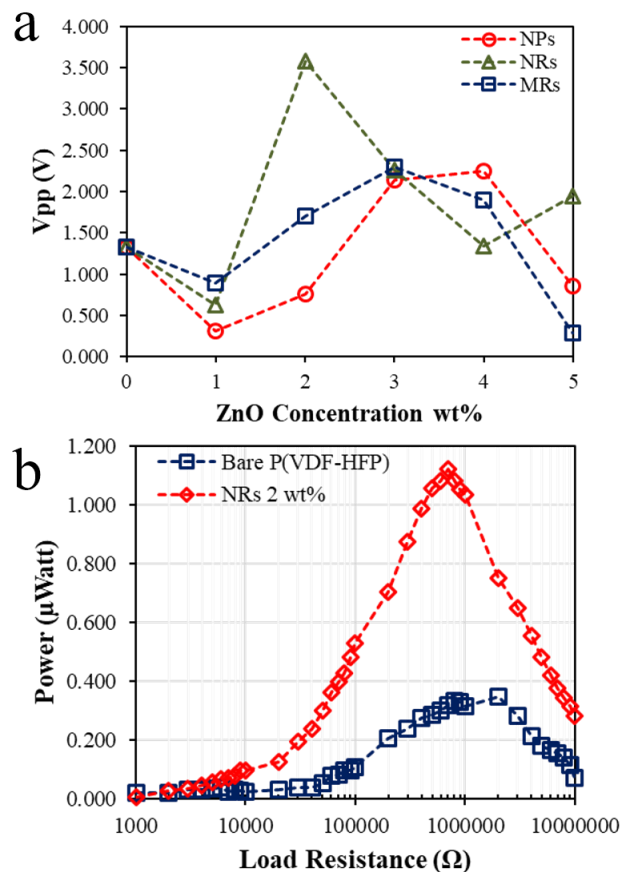 a
NPs
NRs
MRs
4.000
3.500
3.000
2.500
2.000
1.500
1.000
0.500
0.000
Vpp (V)
0 1 2 3 4 5
ZnO Concentration wt%
b
Bare P(VDF-HFP)
NRs 2 wt%
1.200
1.000
0.800
0.600
0.400
0.200
0.000
Power (µWatt)
1000 10000 100000 1000000 10000000
Load Resistance (Ω)